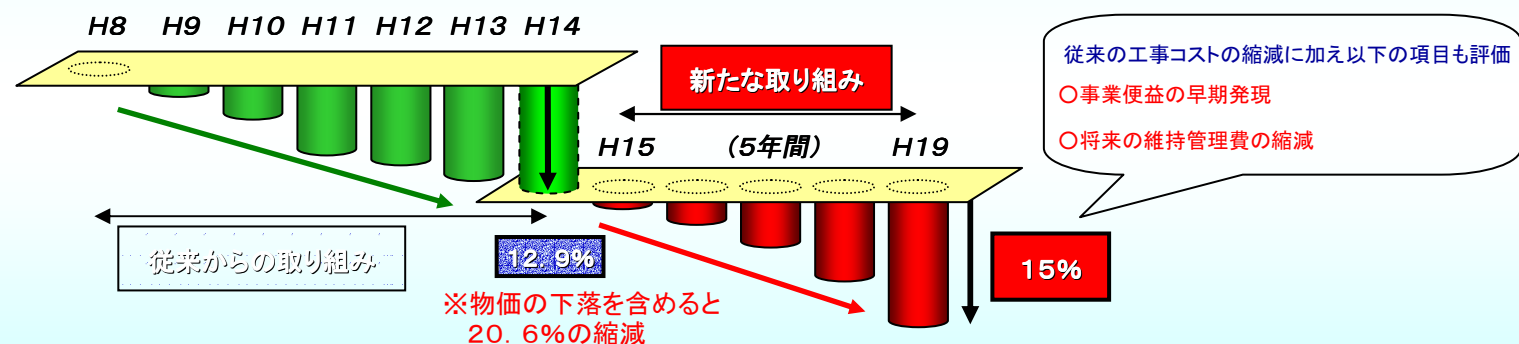 H8 H9 H10 H11 H12 H13 H14
新たな取り組み
H15 (5年間) H19
従来からの取り組み
12.9%
※物価の下落を含めると
20.6%の縮減
15%
従来の工事コストの縮減に加え以下の項目も評価
○事業便益の早期発現
○将来の維持管理費の縮減